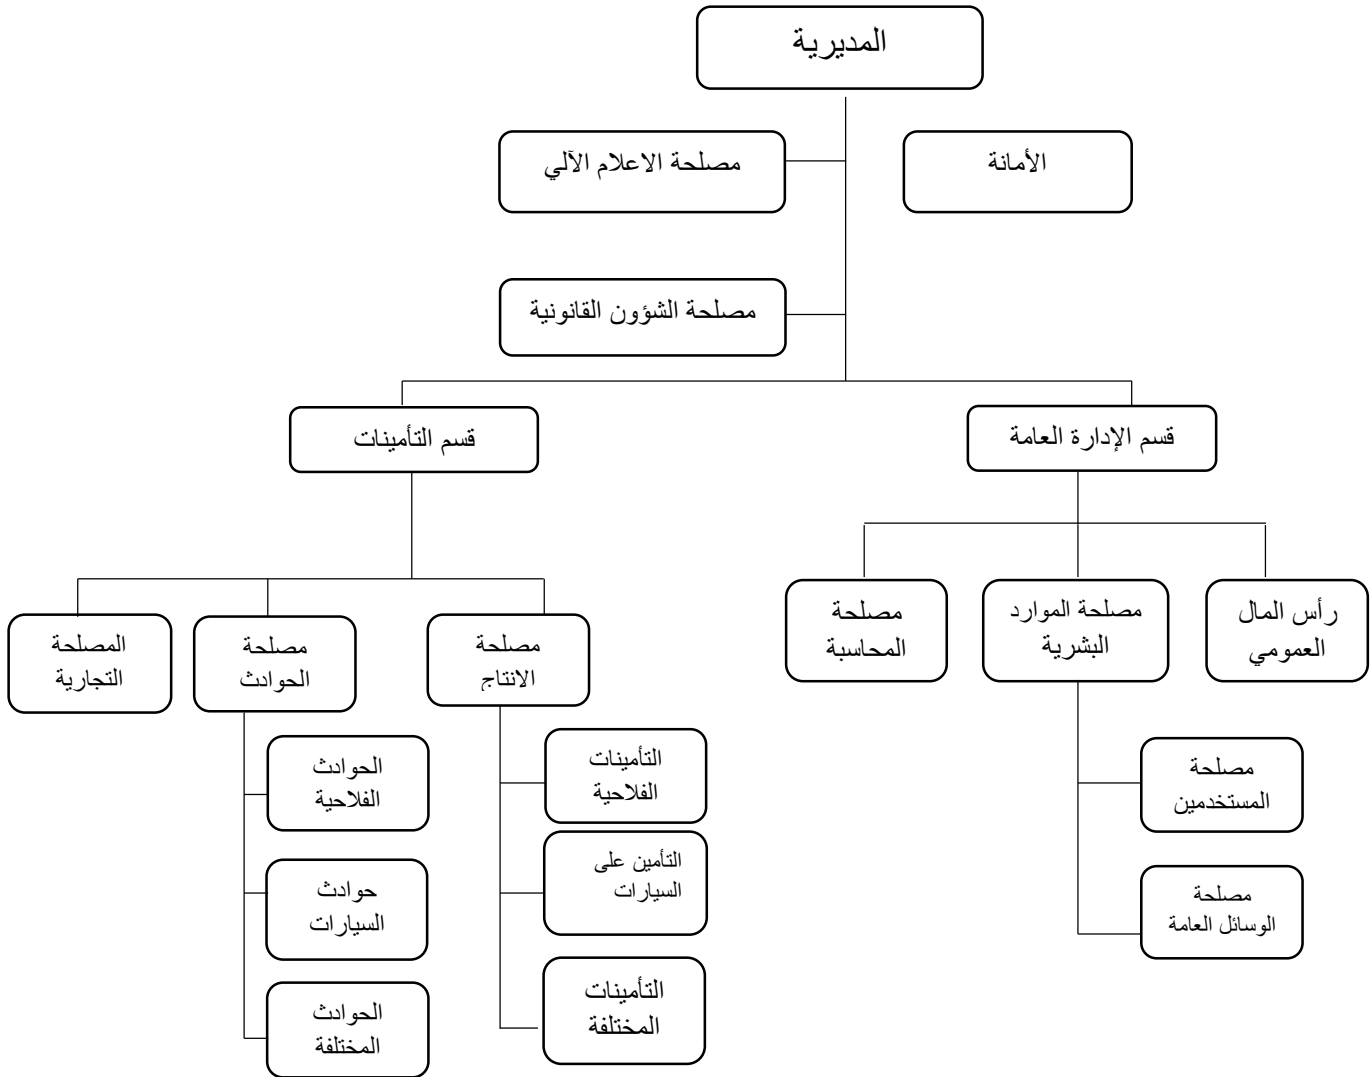 المديرية
الأمانة
مصلحة الاعلام الآلي
مصلحة الشؤون القانونية
قسم الإدارة العامة
قسم التأمينات
رأس المال
العمومي
مصلحة الموارد
البشرية
مصلحة
المحاسبة
مصلحة
الانتاج
مصلحة
الحوادث
المصلحة
التجارية
مصلحة
المستخدمين
مصلحة
الوسائل العامة
التأمينات
الفلاحية
التأمين على
السيارات
التأمينات
المختلفة
الحوادث
الفلاحية
حوادث
السيارات
الحوادث
المختلفة